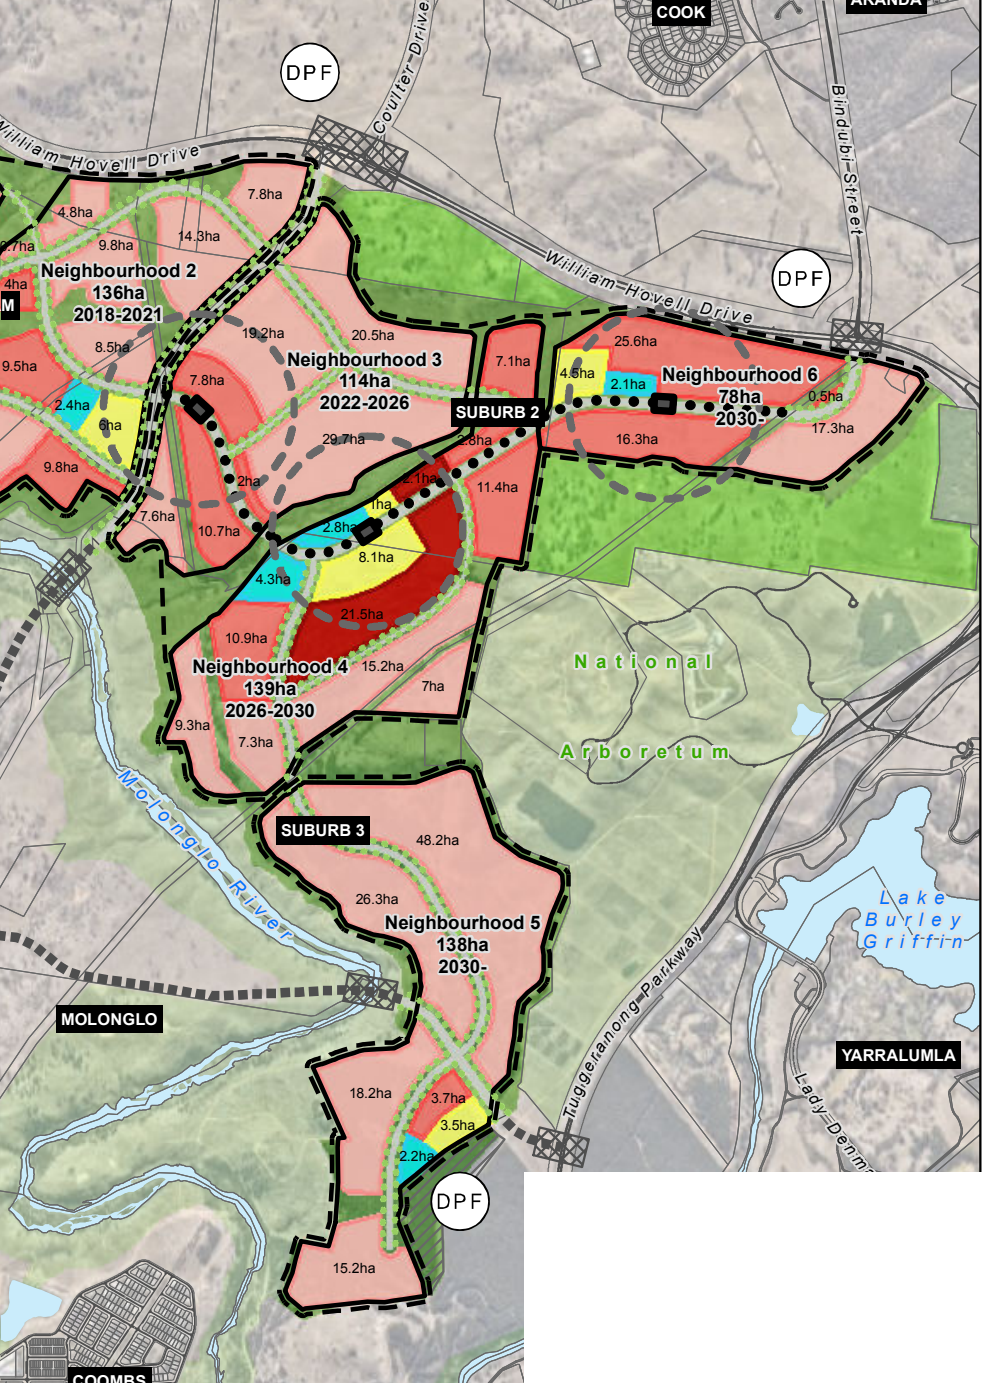 COOK
ARANDA
DPF
Coulter Drive
Bindubi Street
William Hovell Drive
7.8ha
4.8ha
14.3ha
9.8ha
Neighbourhood 2
136ha
2018-2021
4ha
M
8.5ha
9.5ha
2.4ha
6ha
9.8ha
William Hovell Drive
DPF
19.2ha
20.5ha
Neighbourhood 3
114ha
2022-2026
7.8ha
29.7ha
2ha
7.6ha
10.7ha
7.1ha
SUBURB 2
2.8ha
2.1ha
11.4ha
25.6ha
4.5ha
2.1ha
Neighbourhood 6
78ha
2030-
0.5ha
16.3ha
17.3ha
1ha
2.8ha
8.1ha
4.3ha
21.5ha
10.9ha
15.2ha
Neighbourhood 4
139ha
2026-2030
7ha
9.3ha
7.3ha
National
Arboretum
Molonglo River
SUBURB 3
48.2ha
26.3ha
Neighbourhood 5
138ha
2030-
Lake
Burley
Griffin
Tuggeranong Parkway
MOLONGLO
YARRALUMLA
18.2ha
3.7ha
3.5ha
2.2ha
DPF
15.2ha
COOMBS